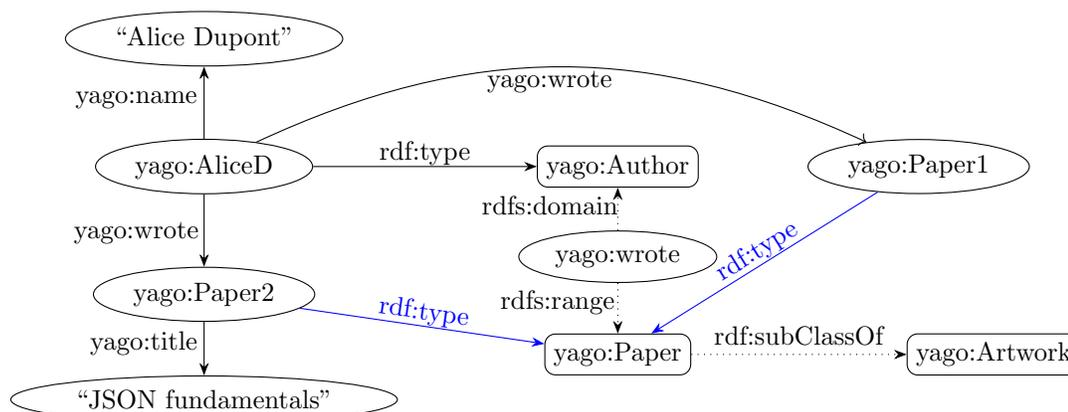 “Alice Dupont”
yago:wrote
yago:name
yago:AliceD
rdf:type
yago:Author
yago:Paper1
rdfs:domain
yago:wrote
yago:wrote
rdf:type
yago:Paper2
rdf:type
rdfs:range
yago:title
yago:Paper
rdf:subClassOf
yago:Artwork
“JSON fundamentals”